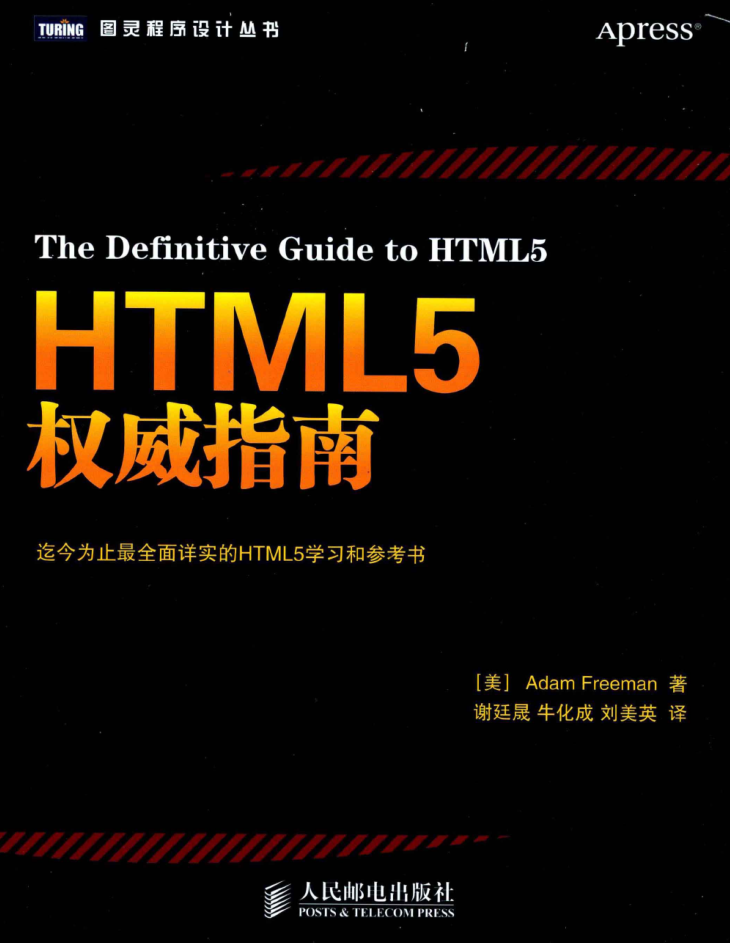 TURING 图灵程序设计丛书
Apress®
The Definitive Guide to HTML5
HTML5
权威指南
迄今为止最全面详实的HTML5学习和参考书
[美] Adam Freeman 著
谢廷晟 牛化成 刘美英 译
人民邮电出版社
POSTS & TELECOM PRESS